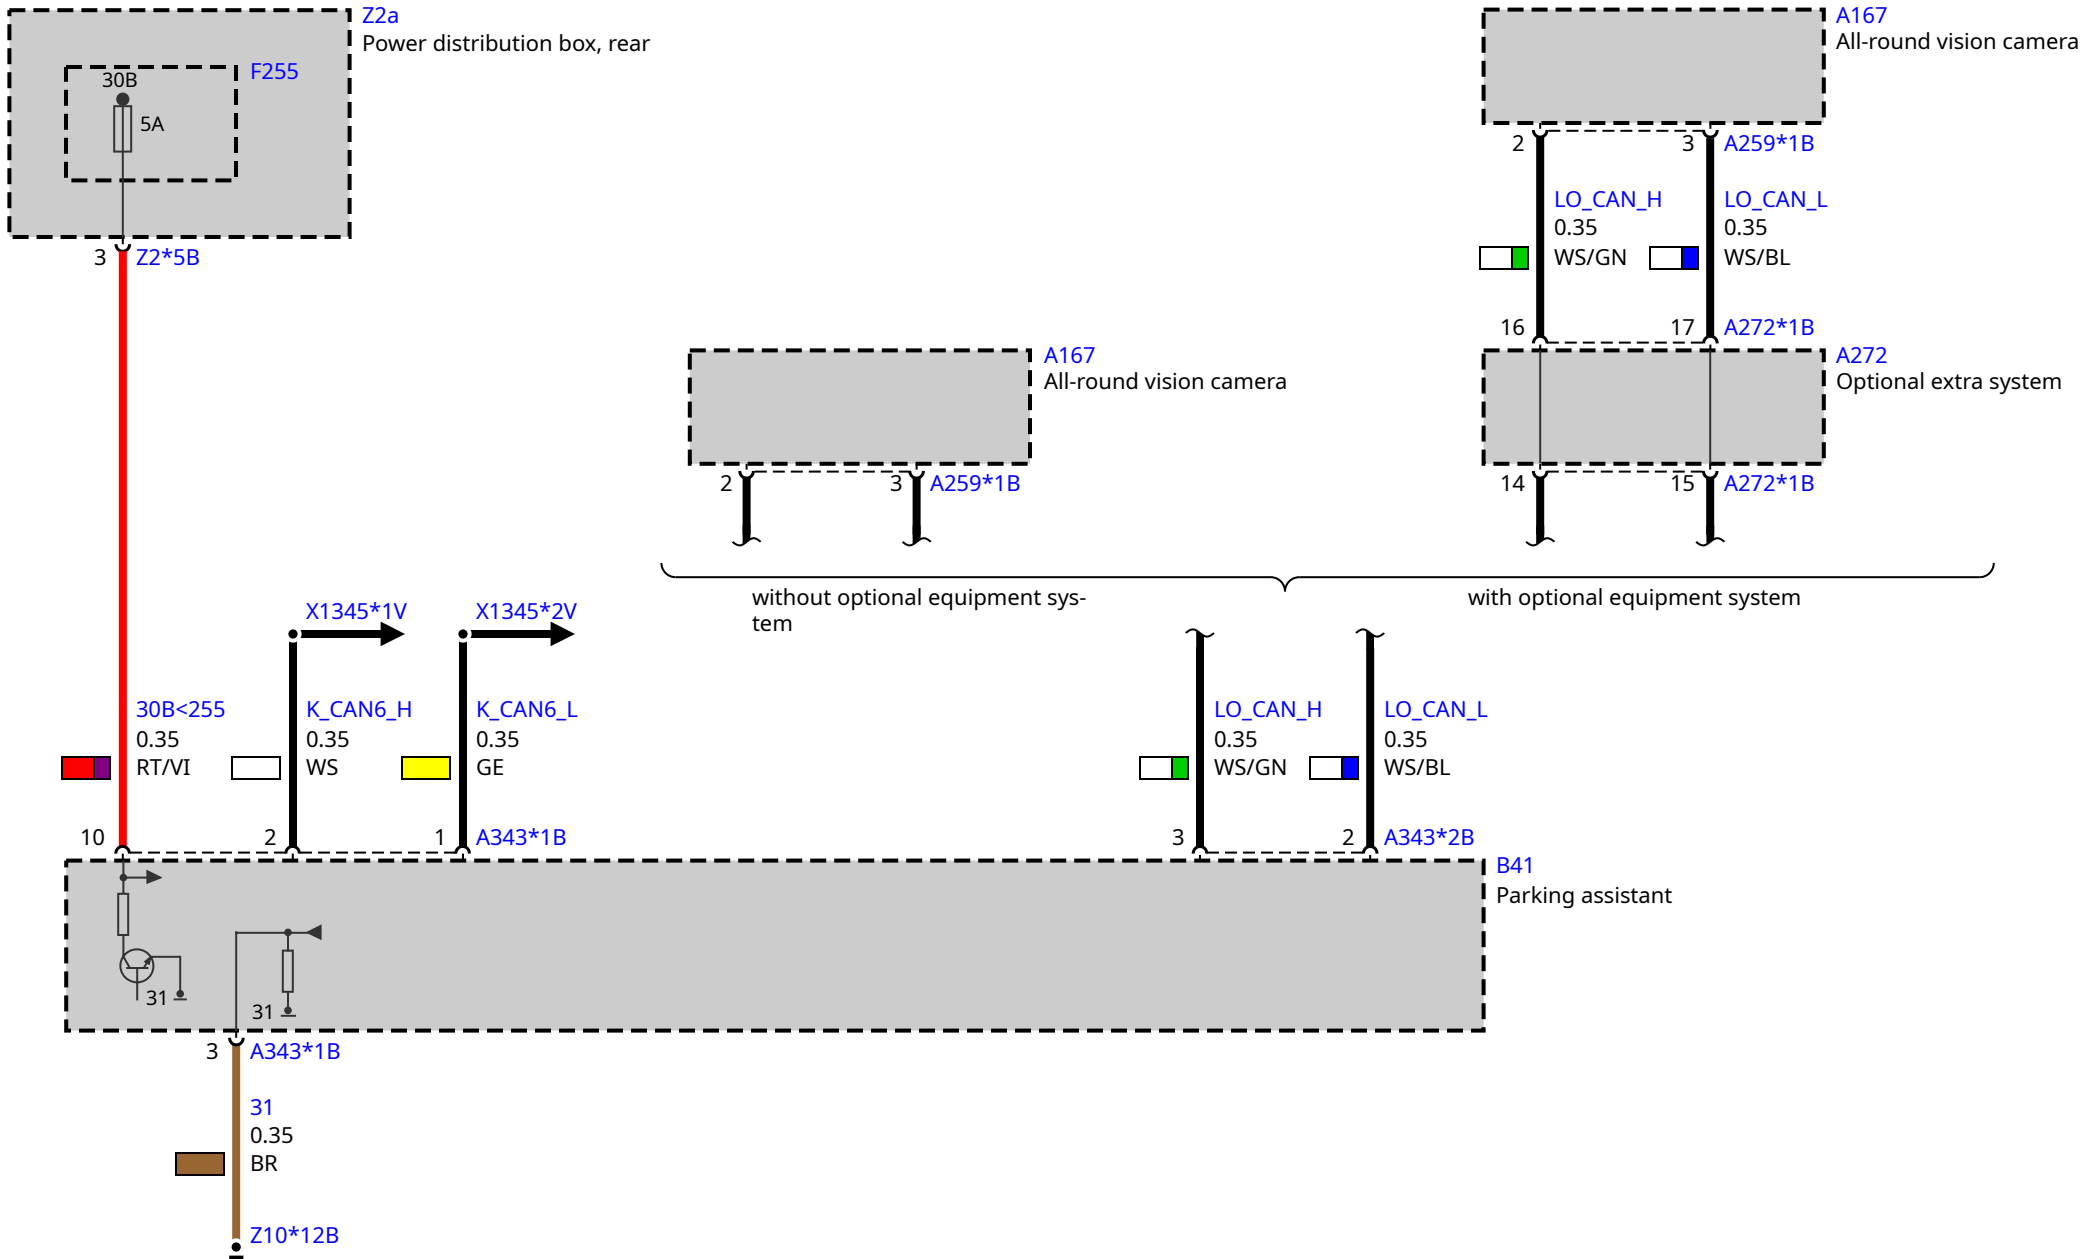 Z2a
Power distribution box, rear
F255
30B
5A
3
Z2*5B
A167
All-round vision camera
2
3
A259*1B
LO_CAN_H
0.35
WS/GN
LO_CAN_L
0.35
WS/BL
16
17
A272*1B
A272
Optional extra system
14
15
A272*1B
A167
All-round vision camera
2
3
A259*1B
without optional equipment sys-
tem
with optional equipment system
X1345*1V
X1345*2V
30B<255
0.35
RT/VI
K_CAN6_H
0.35
WS
K_CAN6_L
0.35
GE
LO_CAN_H
0.35
WS/GN
LO_CAN_L
0.35
WS/BL
10
2
1
A343*1B
3
2
A343*2B
B41
Parking assistant
31
31
3
A343*1B
31
0.35
BR
Z10*12B